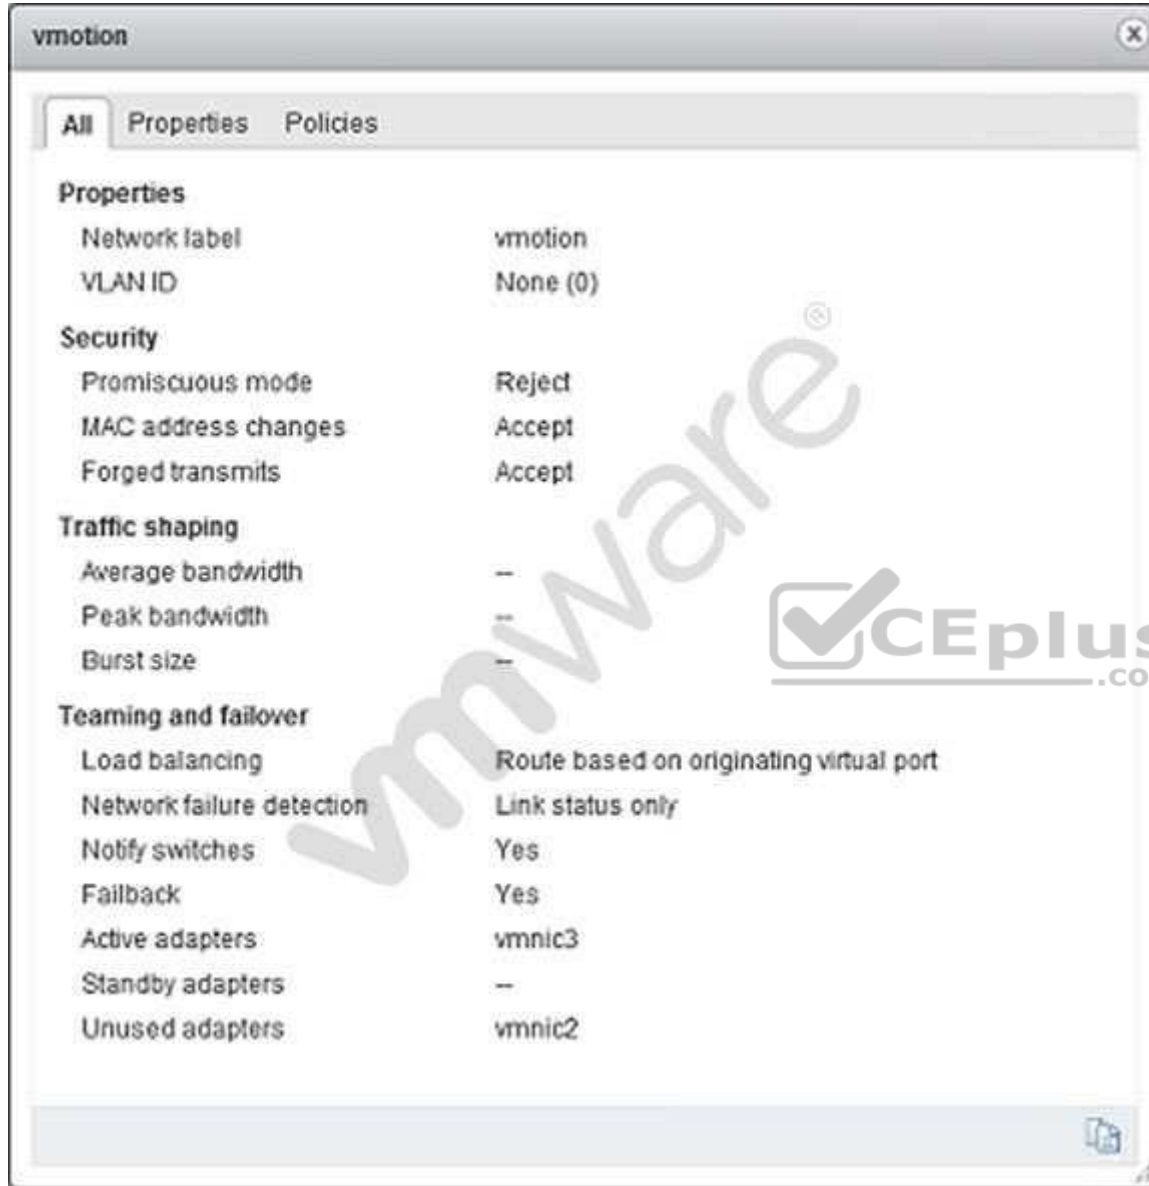 vmotion
All Properties Policies
Properties
Network label vmotion
VLAN ID None (0)
Security
Promiscuous mode Reject
MAC address changes Accept
Forged transmits Accept
Traffic shaping
Average bandwidth --
Peak bandwidth --
Burst size --
Teaming and failover
Load balancing Route based on originating virtual port
Network failure detection Link status only
Notify switches Yes
Failback Yes
Active adapters vmnic3
Standby adapters --
Unused adapters vmnic2
vmware®
CEplus
.co